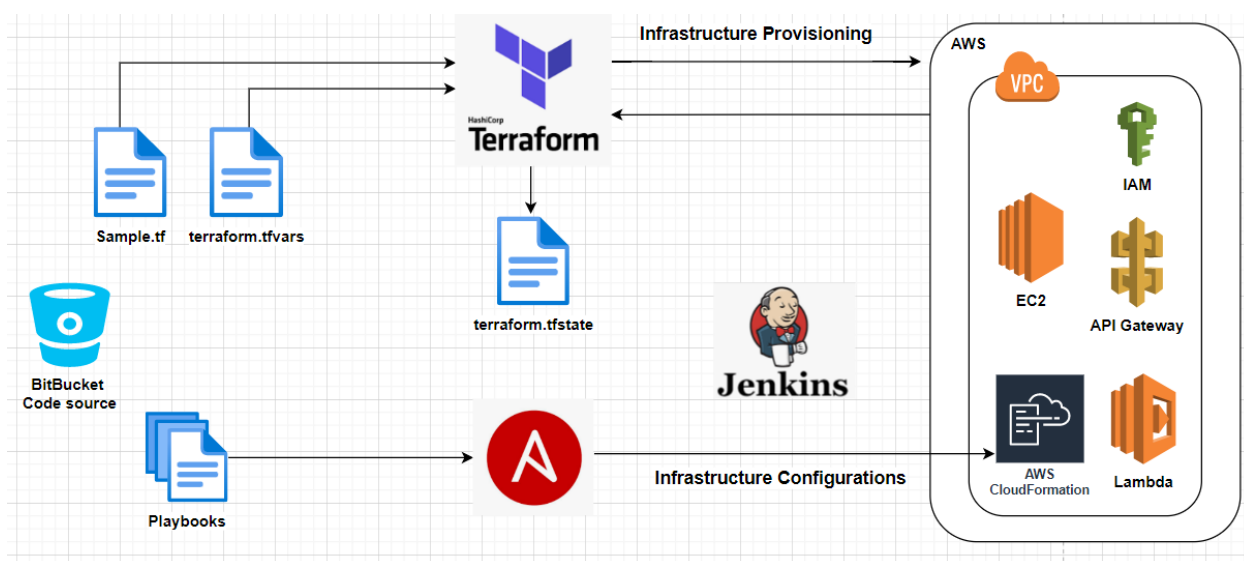 Infrastructure Provisioning
AWS
VPC
HashiCorp
Terraform
IAM
Sample.tf
terraform.tfvars
EC2
API Gateway
terraform.tfstate
BitBucket
Code source
Jenkins
Infrastructure Configurations
AWS
CloudFormation
Lambda
Playbooks